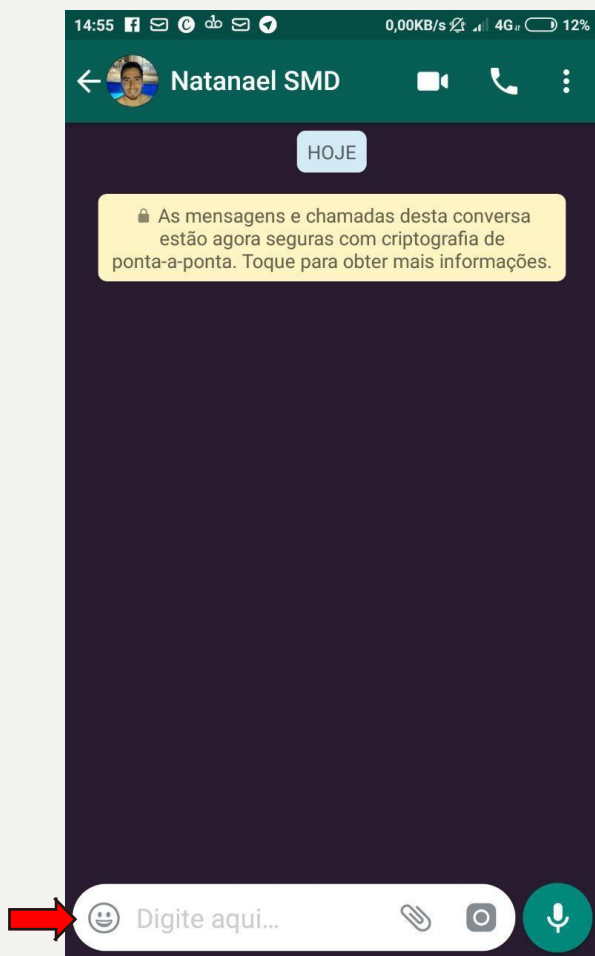 14:55 0,00KB/s 4G 12%
Natanael SMD
HOJE
As mensagens e chamadas desta conversa
estão agora seguras com criptografia de
ponta-a-ponta. Toque para obter mais informações.
Digite aqui...